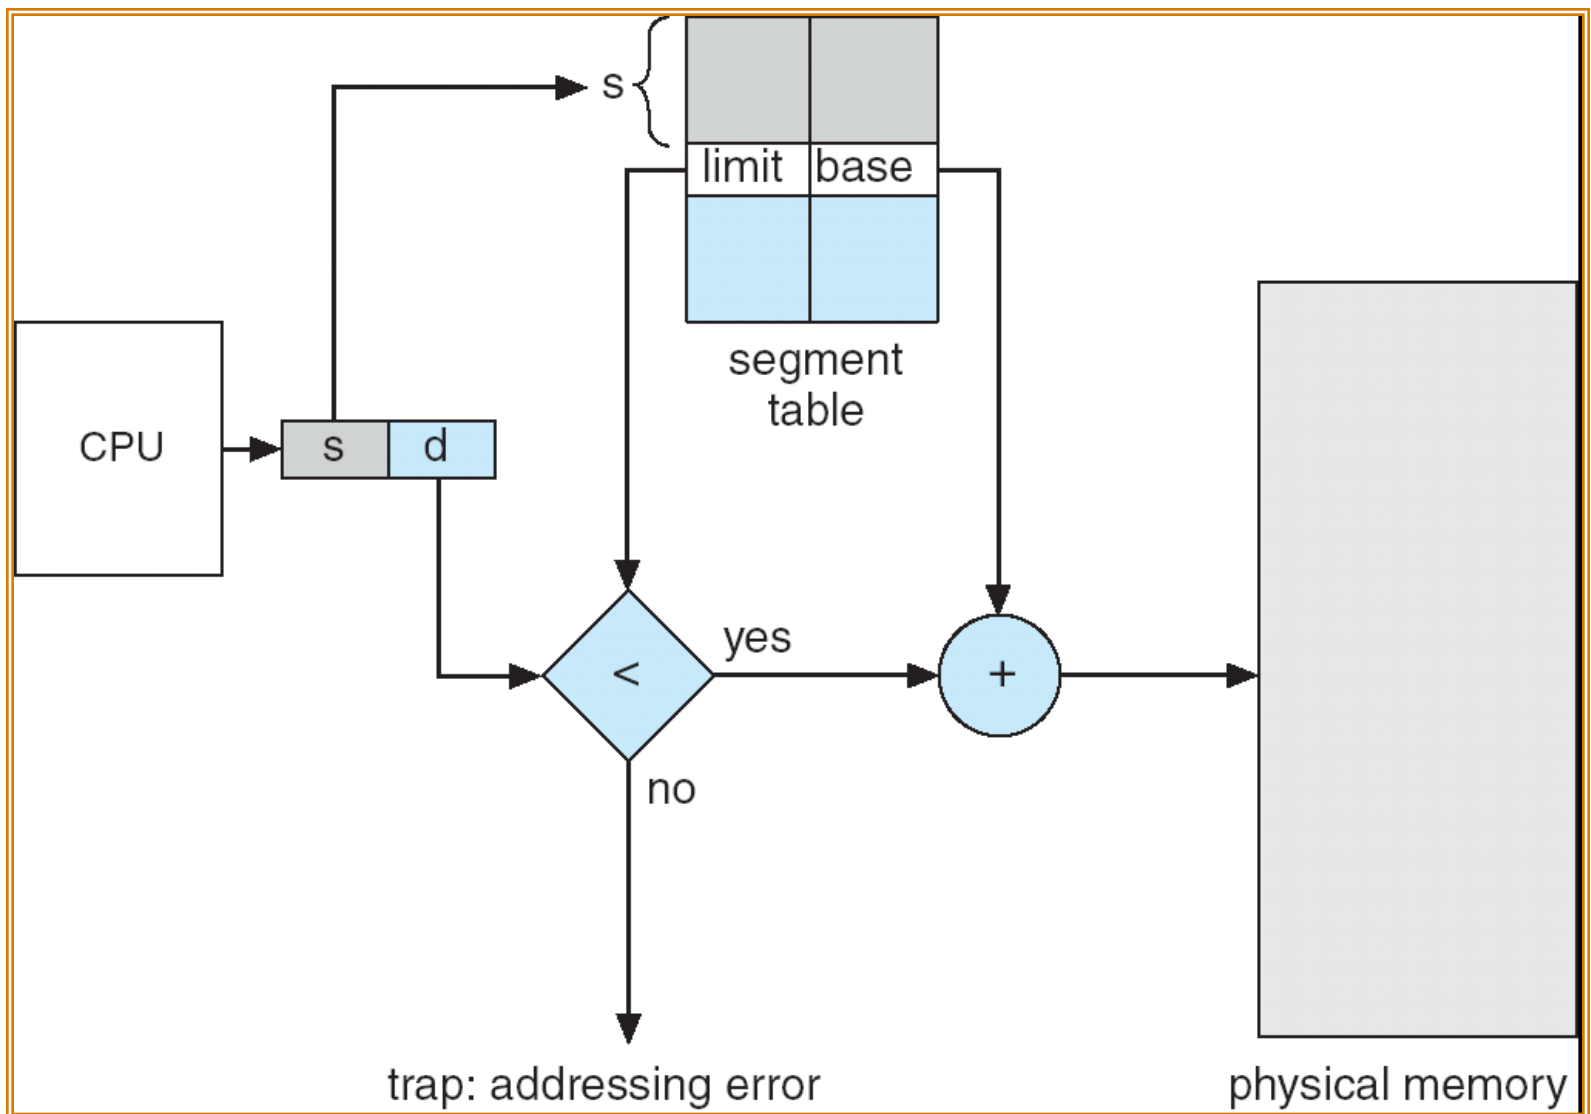 s
limit base
segment
table
CPU
s d
<
yes
+
no
trap: addressing error
physical memory